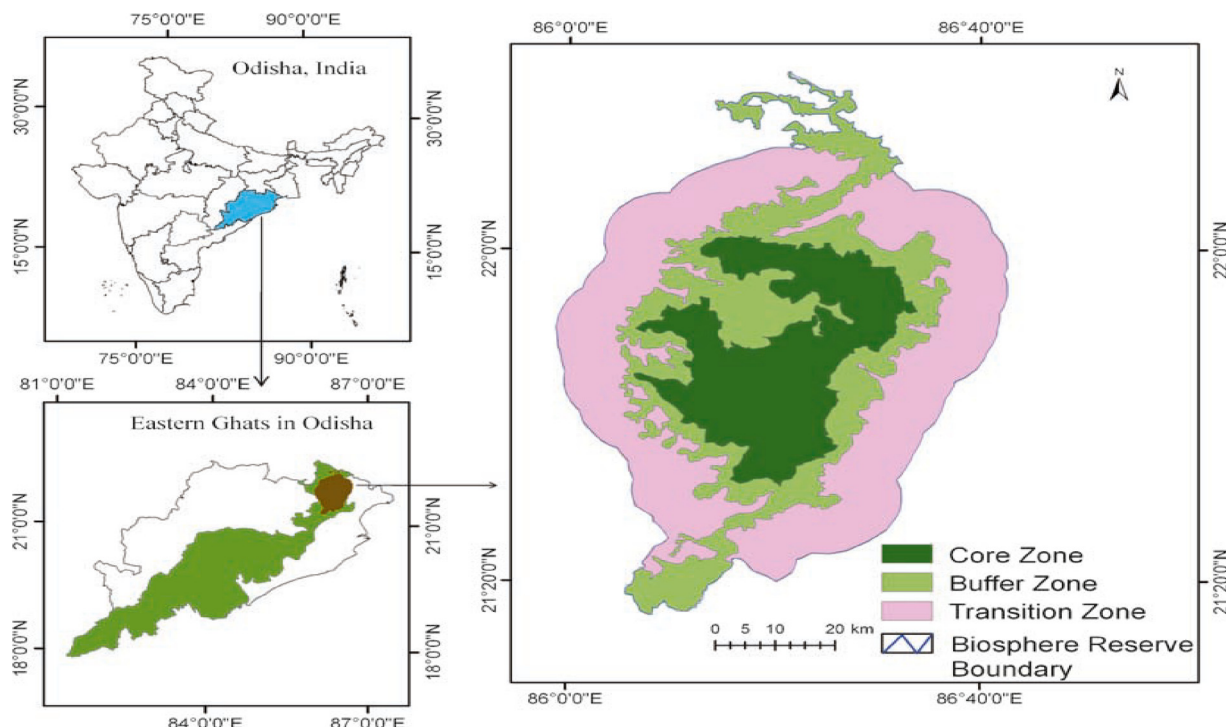 75°0'0"E 90°0'0"E
Odisha, India
30°0'0"N
30°0'0"N
15°0'0"N
15°0'0"N
75°0'0"E 90°0'0"E
81°0'0"E 84°0'0"E 87°0'0"E
Eastern Ghats in Odisha
21°0'0"N
21°0'0"N
18°0'0"N
18°0'0"N
84°0'0"E 87°0'0"E
86°0'0"E 86°40'0"E
N
22°0'0"N
22°0'0"N
21°20'0"N
21°20'0"N
Core Zone
Buffer Zone
Transition Zone
Biosphere Reserve
Boundary
0 5 10 20 km
86°0'0"E 86°40'0"E